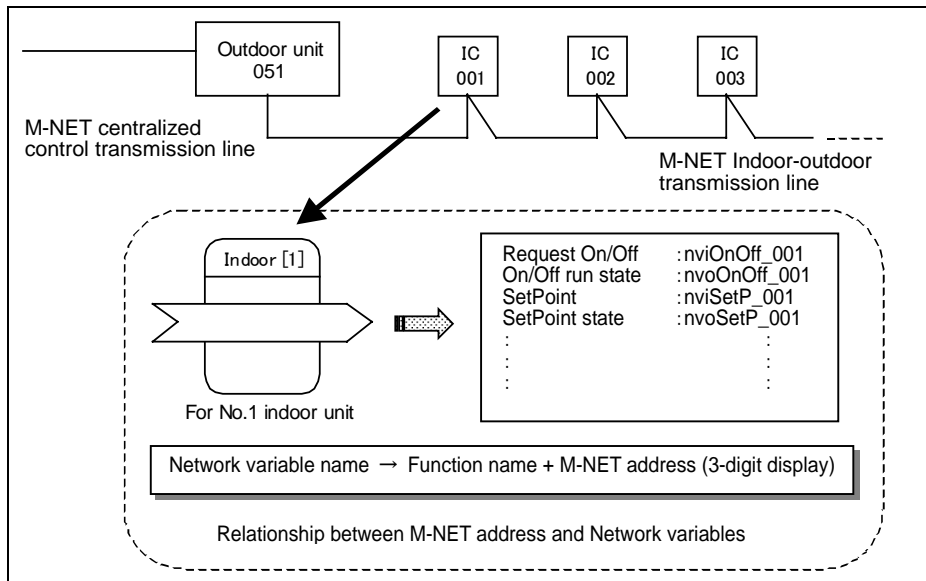 Outdoor unit
051
IC
001
IC
002
IC
003
M-NET centralized
control transmission line
M-NET Indoor-outdoor
transmission line
Indoor [1]
For No.1 indoor unit
Request On/Off :nviOnOff_001
On/Off run state :nvoOnOff_001
SetPoint :nviSetP_001
SetPoint state :nvoSetP_001
: :
: :
: :
Network variable name → Function name + M-NET address (3-digit display)
Relationship between M-NET address and Network variables